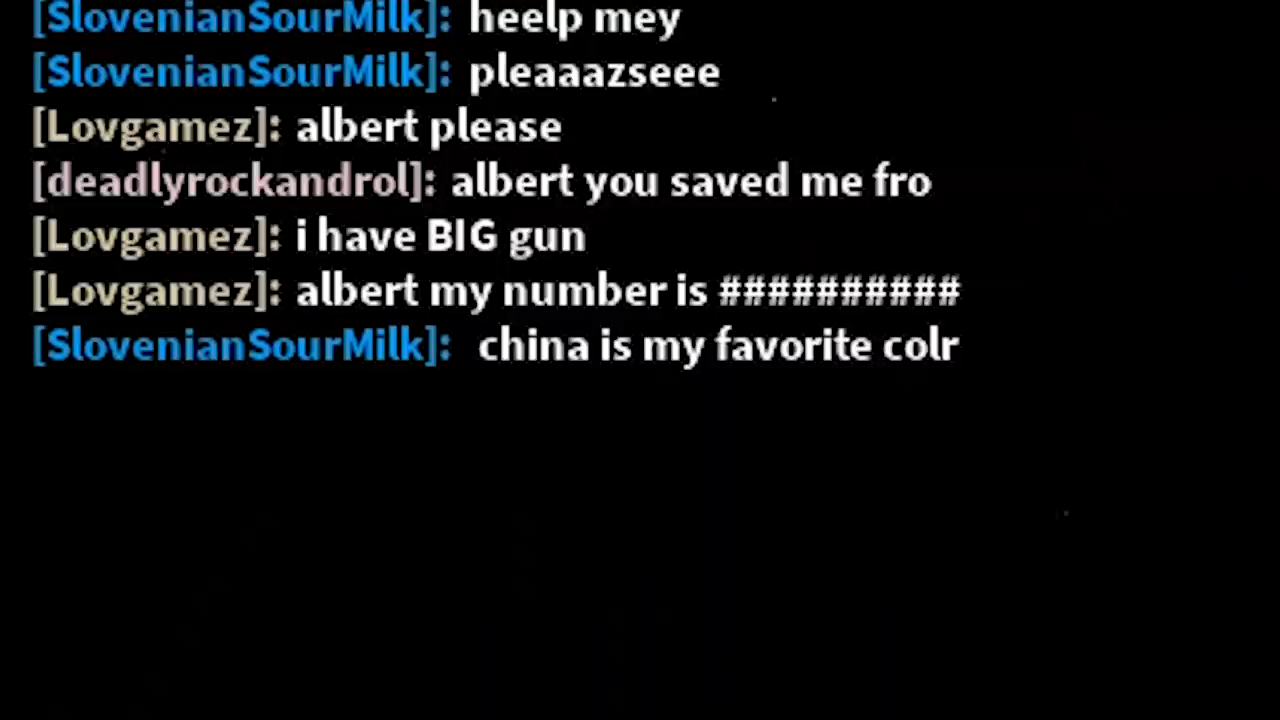 [SlovenianSourMilk]: heelp mey
[SlovenianSourMilk]: pleaaazseee
[Lovgamez]: albert please
[deadlyrockandrol]: albert you saved me fro
[Lovgamez]: i have BIG gun
[Lovgamez]: albert my number is ##########
[SlovenianSourMilk]: china is my favorite colr